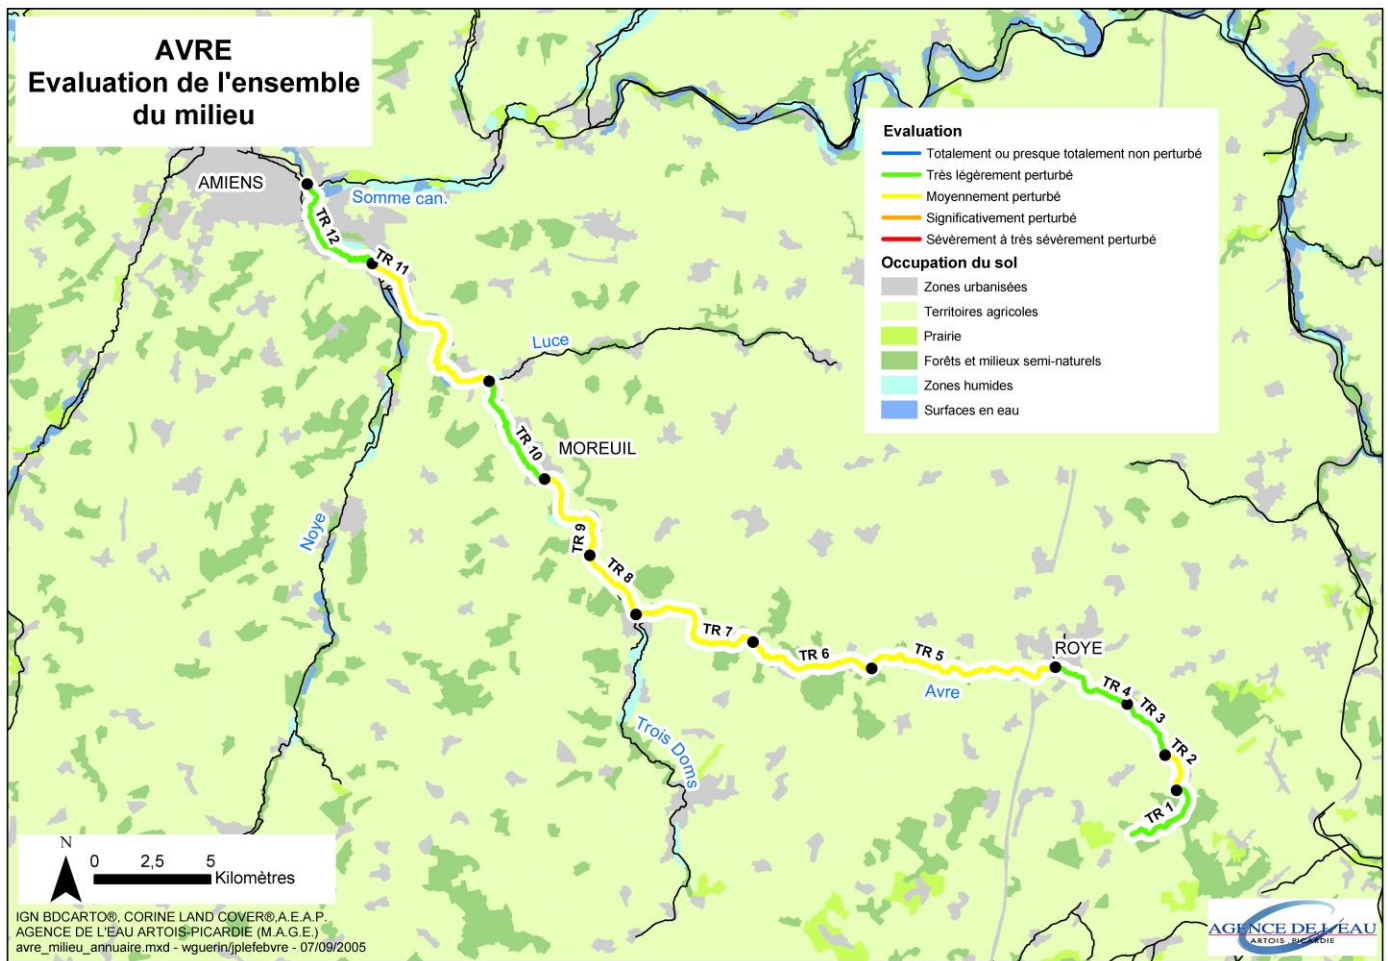 AVRE
Evaluation de l'ensemble
du milieu
Evaluation
Totalement ou presque totalement non perturbé
Très légèrement perturbé
Moyennement perturbé
Significativement perturbé
Sévèrement à très sévèrement perturbé
Occupation du sol
Zones urbanisées
Territoires agricoles
Prairie
Forêts et milieux semi-naturels
Zones humides
Surfaces en eau
AMIENS
Somme can.
TR 12
TR 11
Luce
TR 10
MOREUIL
Noye
TR 9
TR 8
TR 7
TR 6
TR 5
Avre
ROYE
TR 4
TR 3
TR 2
TR 1
Trois Doms
N
0 2,5 5
Kilomètres
IGN BDCARTO®, CORINE LAND COVER®,A.E.A.P.
AGENCE DE L'EAU ARTOIS-PICARDIE (M.A.G.E.)
avre_milieu_annuaire.mxd - wguerin/jplefebvre - 07/09/2005
AGENCE DE L'EAU
ARTOIS . PICARDIE